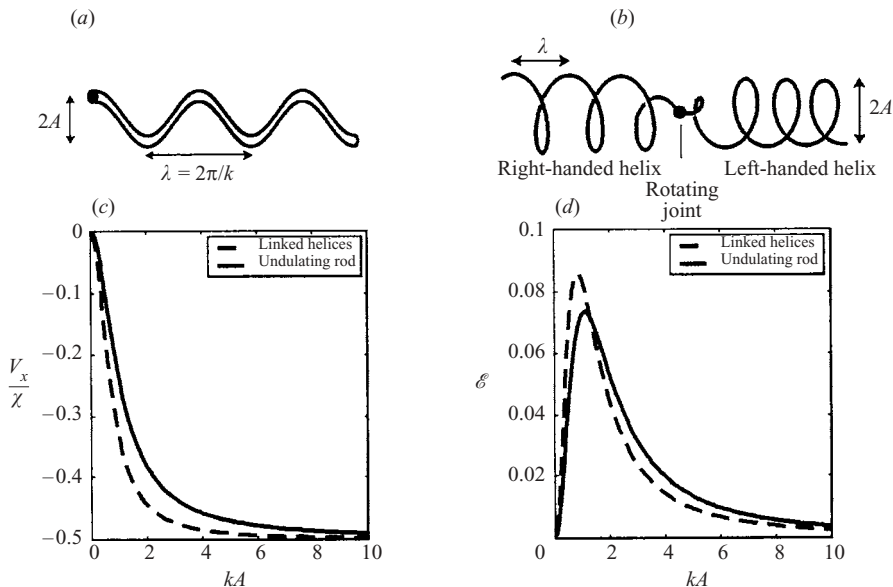 (a)
2A
λ = 2π/k
(b)
λ
2A
Right-handed helix
Left-handed helix
Rotating
joint
(c)
0
−0.1
−0.2
−0.3
−0.4
−0.5
V_x
χ
Linked helices
Undulating rod
0 2 4 6 8 10
kA
(d)
0.1
0.08
0.06
0.04
0.02
ℰ
Linked helices
Undulating rod
0 2 4 6 8 10
kA